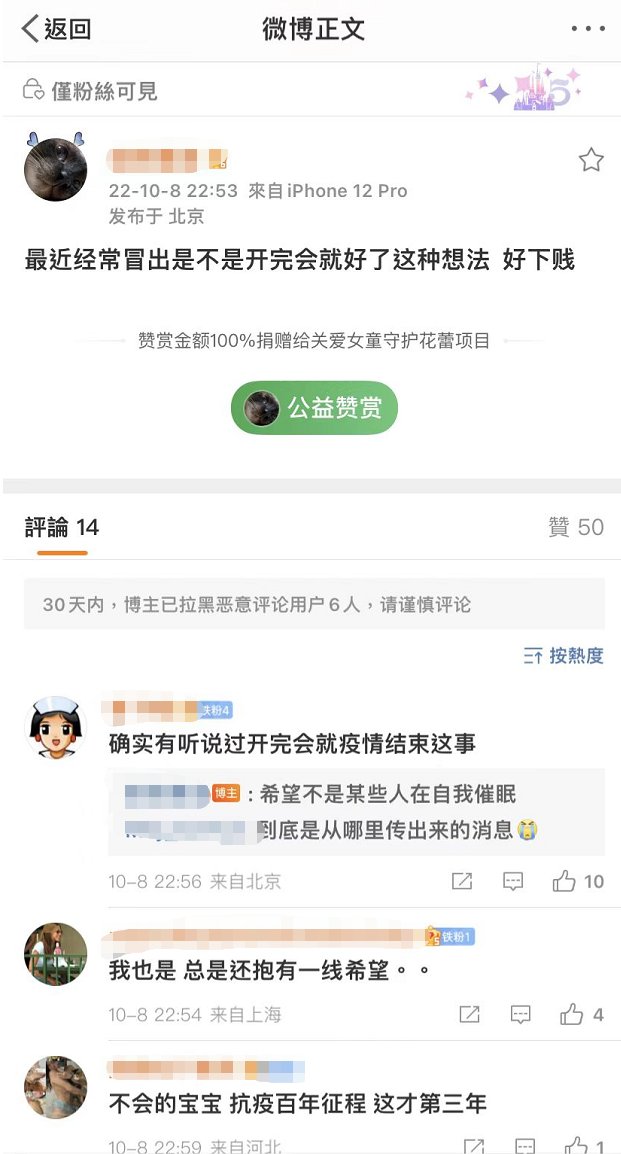 返回
微博正文
僅粉絲可見
22-10-8 22:53 來自iPhone 12 Pro
发布于 北京
最近经常冒出是不是开完会就好了这种想法 好下贱
赞赏金额100%捐赠给关爱女童守护花蕾项目
公益赞赏
評論 14
贊 50
30天内，博主已拉黑恶意评论用户6人，请谨慎评论
按熱度
铁粉4
确实有听说过开完会就疫情结束这事
博主：希望不是某些人在自我催眠
到底是从哪里传出来的消息😭
10-8 22:56 来自北京
10
铁粉1
我也是 总是还抱有一线希望。。
10-8 22:54 来自上海
4
不会的宝宝 抗疫百年征程 这才第三年
10-8 22:59 来自河北
1